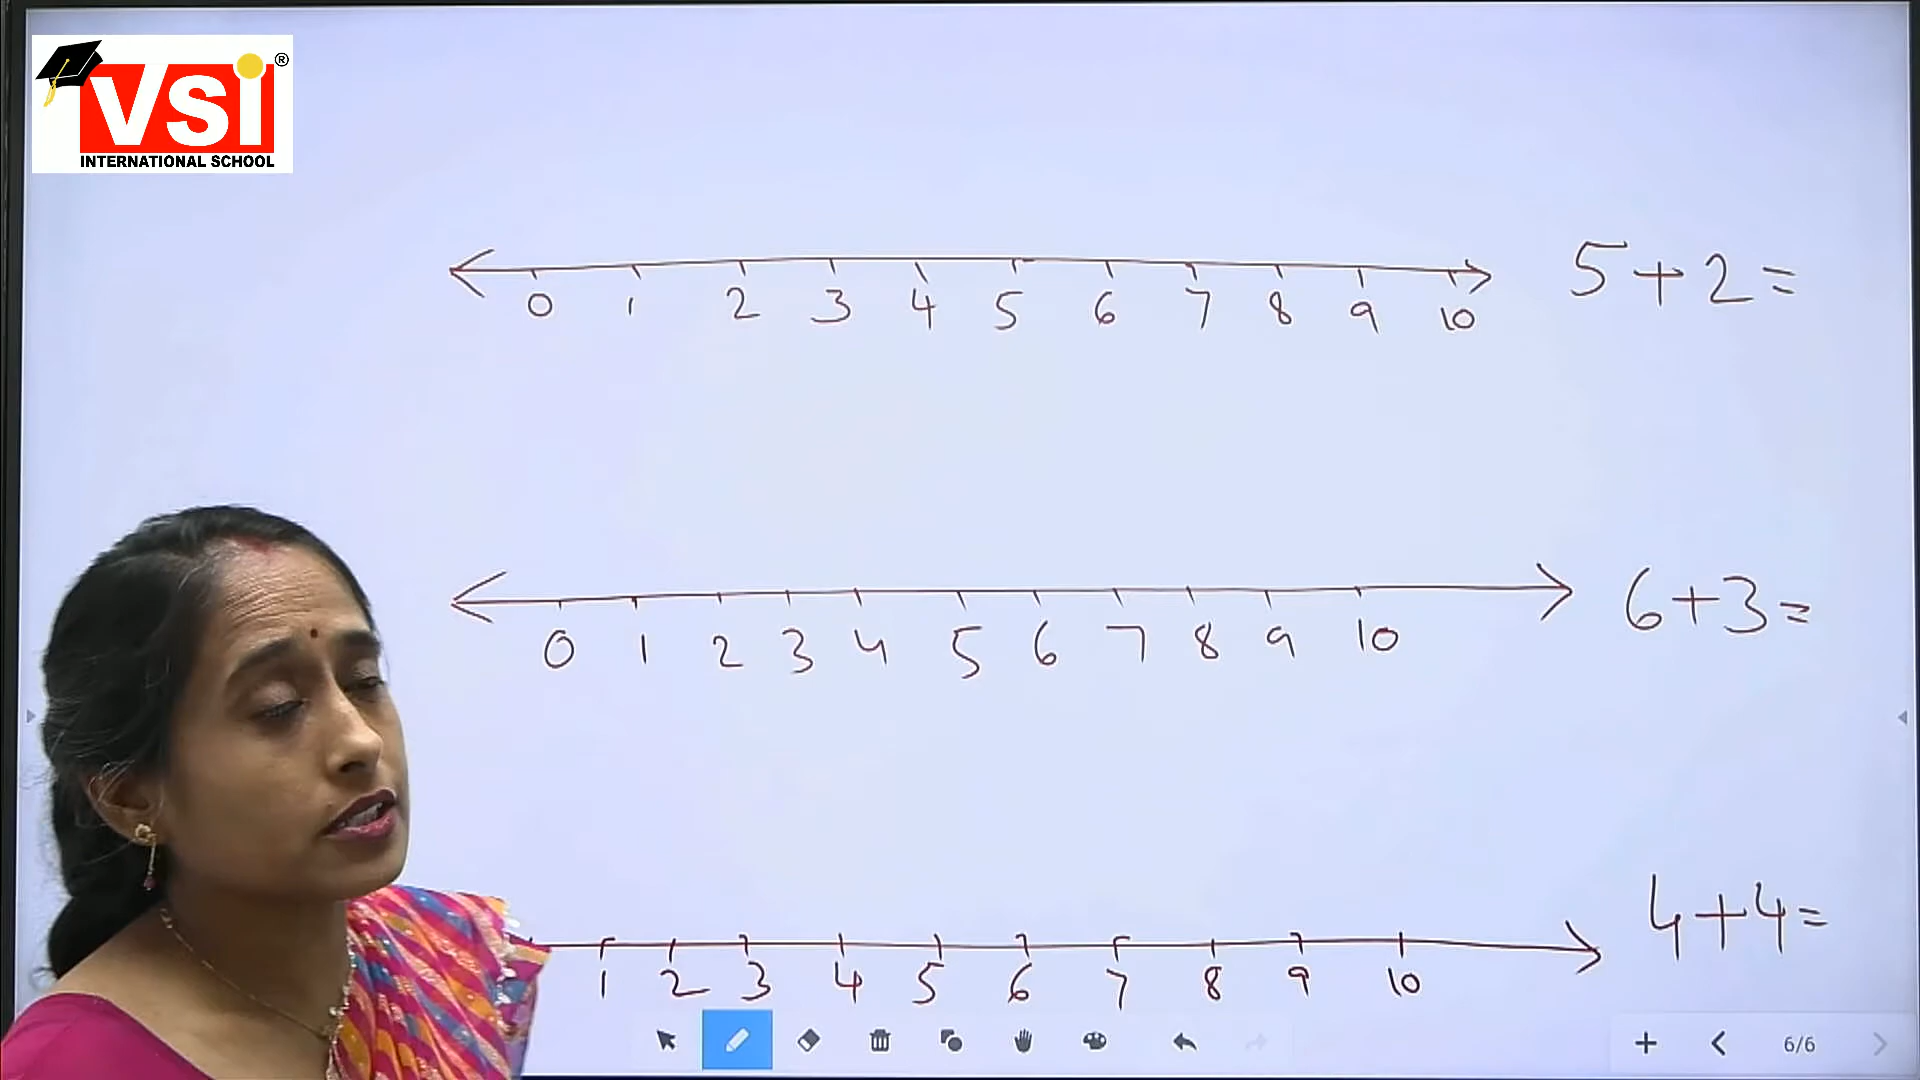 vsi®
INTERNATIONAL SCHOOL
0 1 2 3 4 5 6 7 8 9 10 5+2=
0 1 2 3 4 5 6 7 8 9 10 6+3=
1 2 3 4 5 6 7 8 9 10 4+4=
6/6